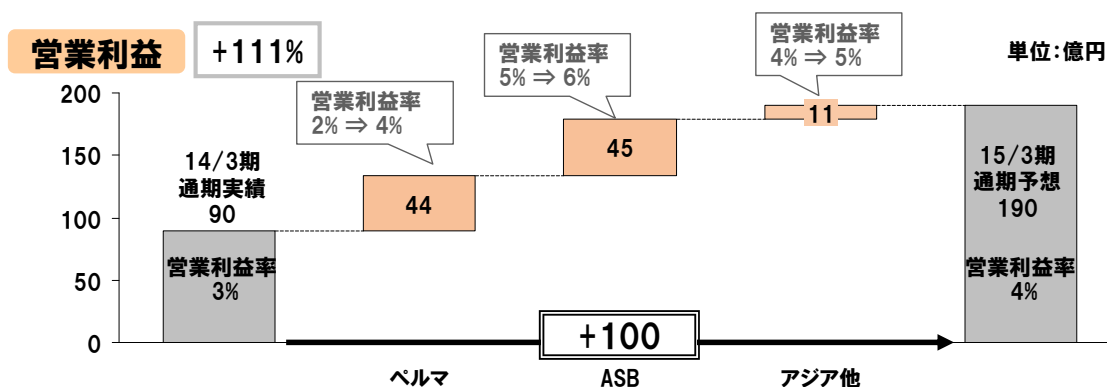 営業利益
+111%
単位:億円
営業利益率
2% ⇒ 4%
営業利益率
5% ⇒ 6%
営業利益率
4% ⇒ 5%
200
150
100
50
0
14/3期
通期実績
90
営業利益率
3%
44
45
11
15/3期
通期予想
190
営業利益率
4%
+100
ペルマ
ASB
アジア他